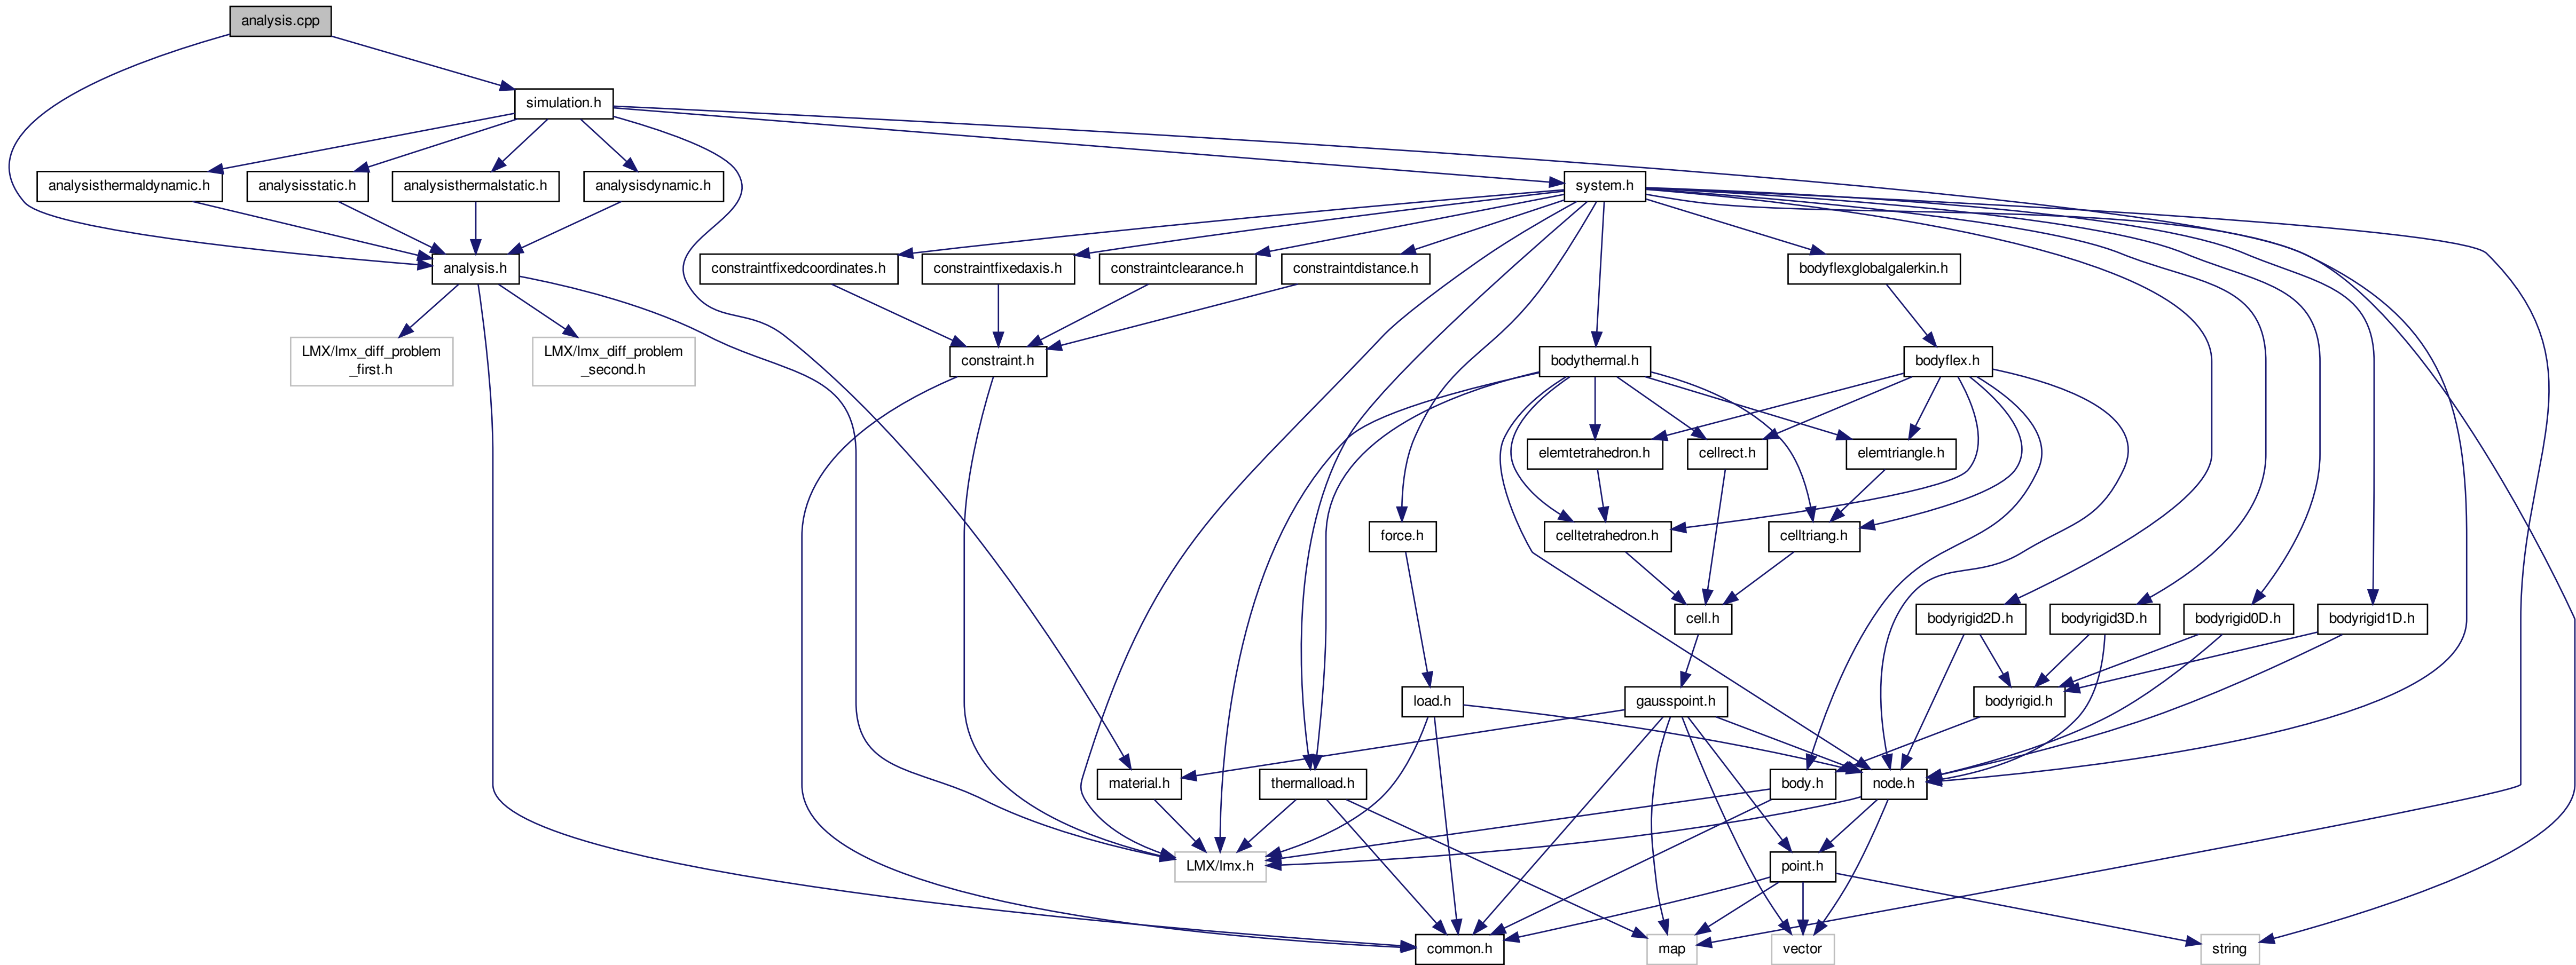 analysis.cpp
simulation.h
analysisthermaldynamic.h
analysisstatic.h
analysisthermalstatic.h
analysisdynamic.h
system.h
analysis.h
constraintfixedcoordinates.h
constraintfixedaxis.h
constraintclearance.h
constraintdistance.h
bodyflexglobalgalerkin.h
LMX/lmx_diff_problem
_first.h
LMX/lmx_diff_problem
_second.h
constraint.h
bodythermal.h
bodyflex.h
elemtetrahedron.h
cellrect.h
elemtriangle.h
force.h
celltetrahedron.h
celltriang.h
cell.h
bodyrigid2D.h
bodyrigid3D.h
bodyrigid0D.h
bodyrigid1D.h
load.h
gausspoint.h
bodyrigid.h
material.h
thermalload.h
body.h
node.h
LMX/lmx.h
point.h
common.h
map
vector
string